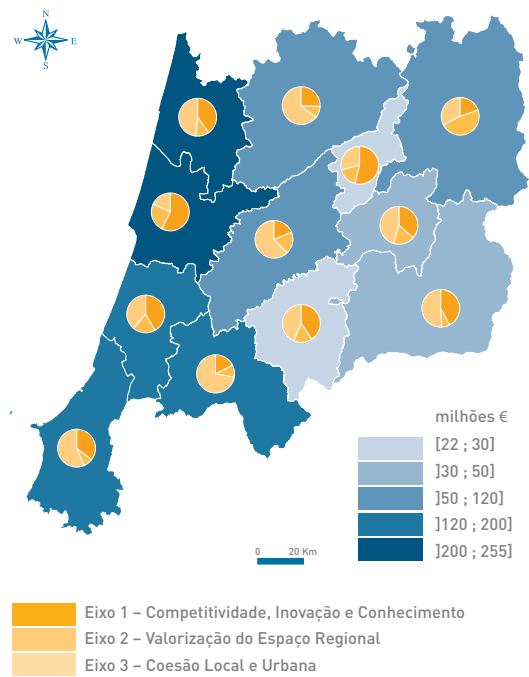 N
W E
S
milhões €
[22 ; 30]
]30 ; 50]
]50 ; 120]
]120 ; 200]
]200 ; 255]
0 20 Km
Eixo 1 – Competitividade, Inovação e Conhecimento
Eixo 2 – Valorização do Espaço Regional
Eixo 3 – Coesão Local e Urbana